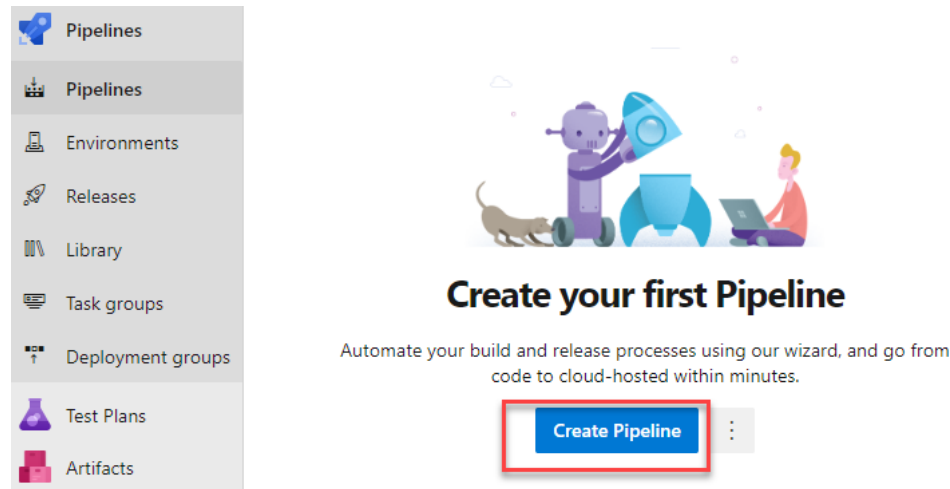 Pipelines
Pipelines
Environments
Releases
Library
Task groups
Deployment groups
Test Plans
Artifacts
Create your first Pipeline
Automate your build and release processes using our wizard, and go from
code to cloud-hosted within minutes.
Create Pipeline